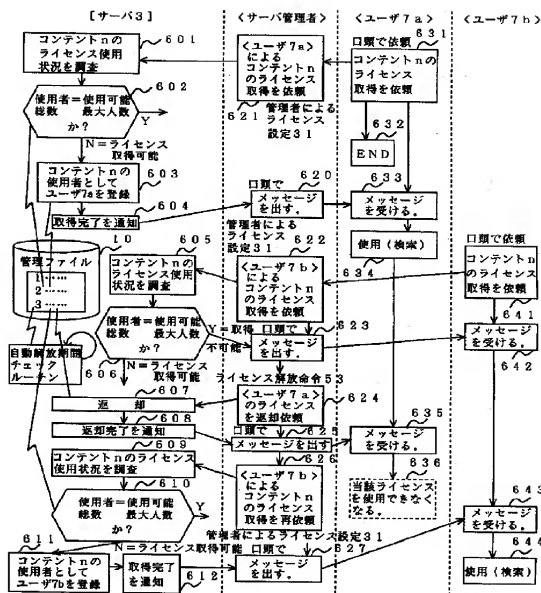 ［サーバ３］
＜サーバ管理者＞
＜ユーザ７ａ＞
＜ユーザ７ｂ＞
コンテントｎの
ライセンス使用
状況を調査
６０１
＜ユーザ７ａ＞
による
コンテントｎ
のライセンス
取得を依頼
６２１
管理者による
ライセンス
設定３１
口頭で依頼
６３１
コンテントｎの
ライセンス
取得を依頼
６０２
使用者＝使用可能
総数　最大人数
か？
Y
N＝ライセンス
取得可能
６３２
END
コンテントｎの
使用者として
ユーザ7aを登録
６０３
６０４
取得完了を通知
口頭で
６２０
メッセージ
を出す。
６３３
メッセージ
を受ける。
使用（検索）
６３４
１０
管理ファイル
１……
２……
３……
６０５
コンテントｎの
ライセンス使用
状況を調査
管理者による
ライセンス
設定３１
６２２
＜ユーザ７ｂ＞
による
コンテントｎ
のライセンス
取得を依頼
口頭で依頼
コンテントｎの
ライセンス
取得を依頼
６４１
使用者＝使用可能
総数　最大人数
か？
６０６
Y＝取得
不可能
口頭で
６２３
メッセージ
を出す。
メッセージ
を受ける。
６４２
N＝ライセンス
取得可能
自動解放期間
チェック
ルーチン
ライセンス解放命令５３
６０７
返　却
＜ユーザ７ａ＞
のライセンス
を返却依頼
６２４
６０８
返却完了を通知
口頭で
６２５
メッセージを出す
６３５
メッセージ
を受ける。
６０９
コンテントｎのライセンス
使用状況を調査
６２６
＜ユーザ７ｂ＞
による
コンテントｎ
のライセンス
取得を再依頼
６３６
当該ライセンス
を使用できなく
なる。
６１０
使用者＝使用可能
総数　最大人数
か？
Y
N＝ライセンス取得可能
管理者によるライセンス設定３１
口頭で
６２７
メッセージ
を出す。
６４３
メッセージ
を受ける。
６１１
コンテントｎの
使用者として
ユーザ7bを登録
取得完了
を通知
６１２
６４４
使用（検索）